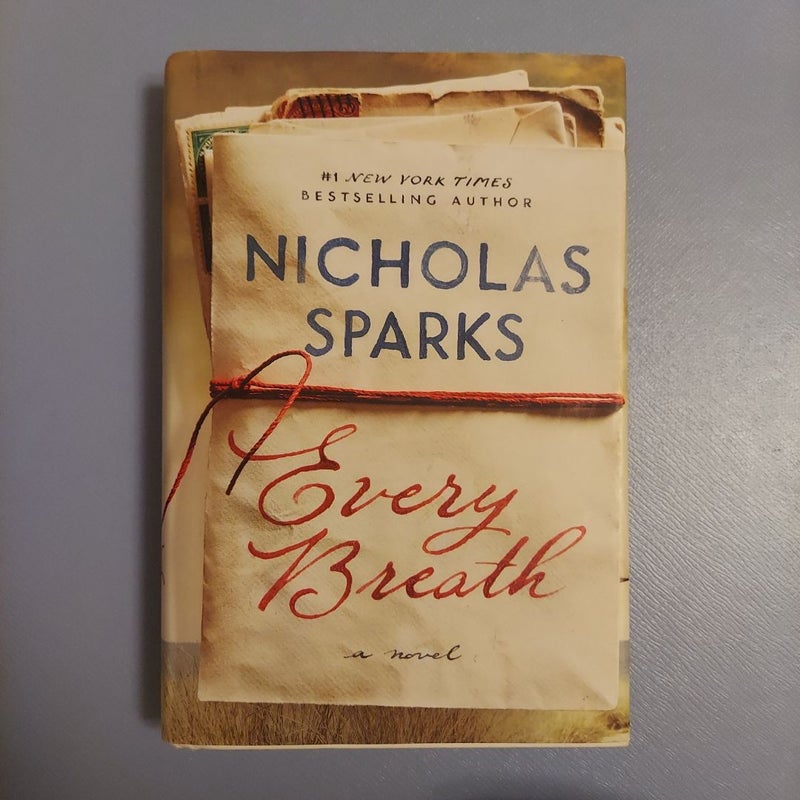 #1 NEW YORK TIMES
BESTSELLING AUTHOR
NICHOLAS
SPARKS
Every
Breath
a novel